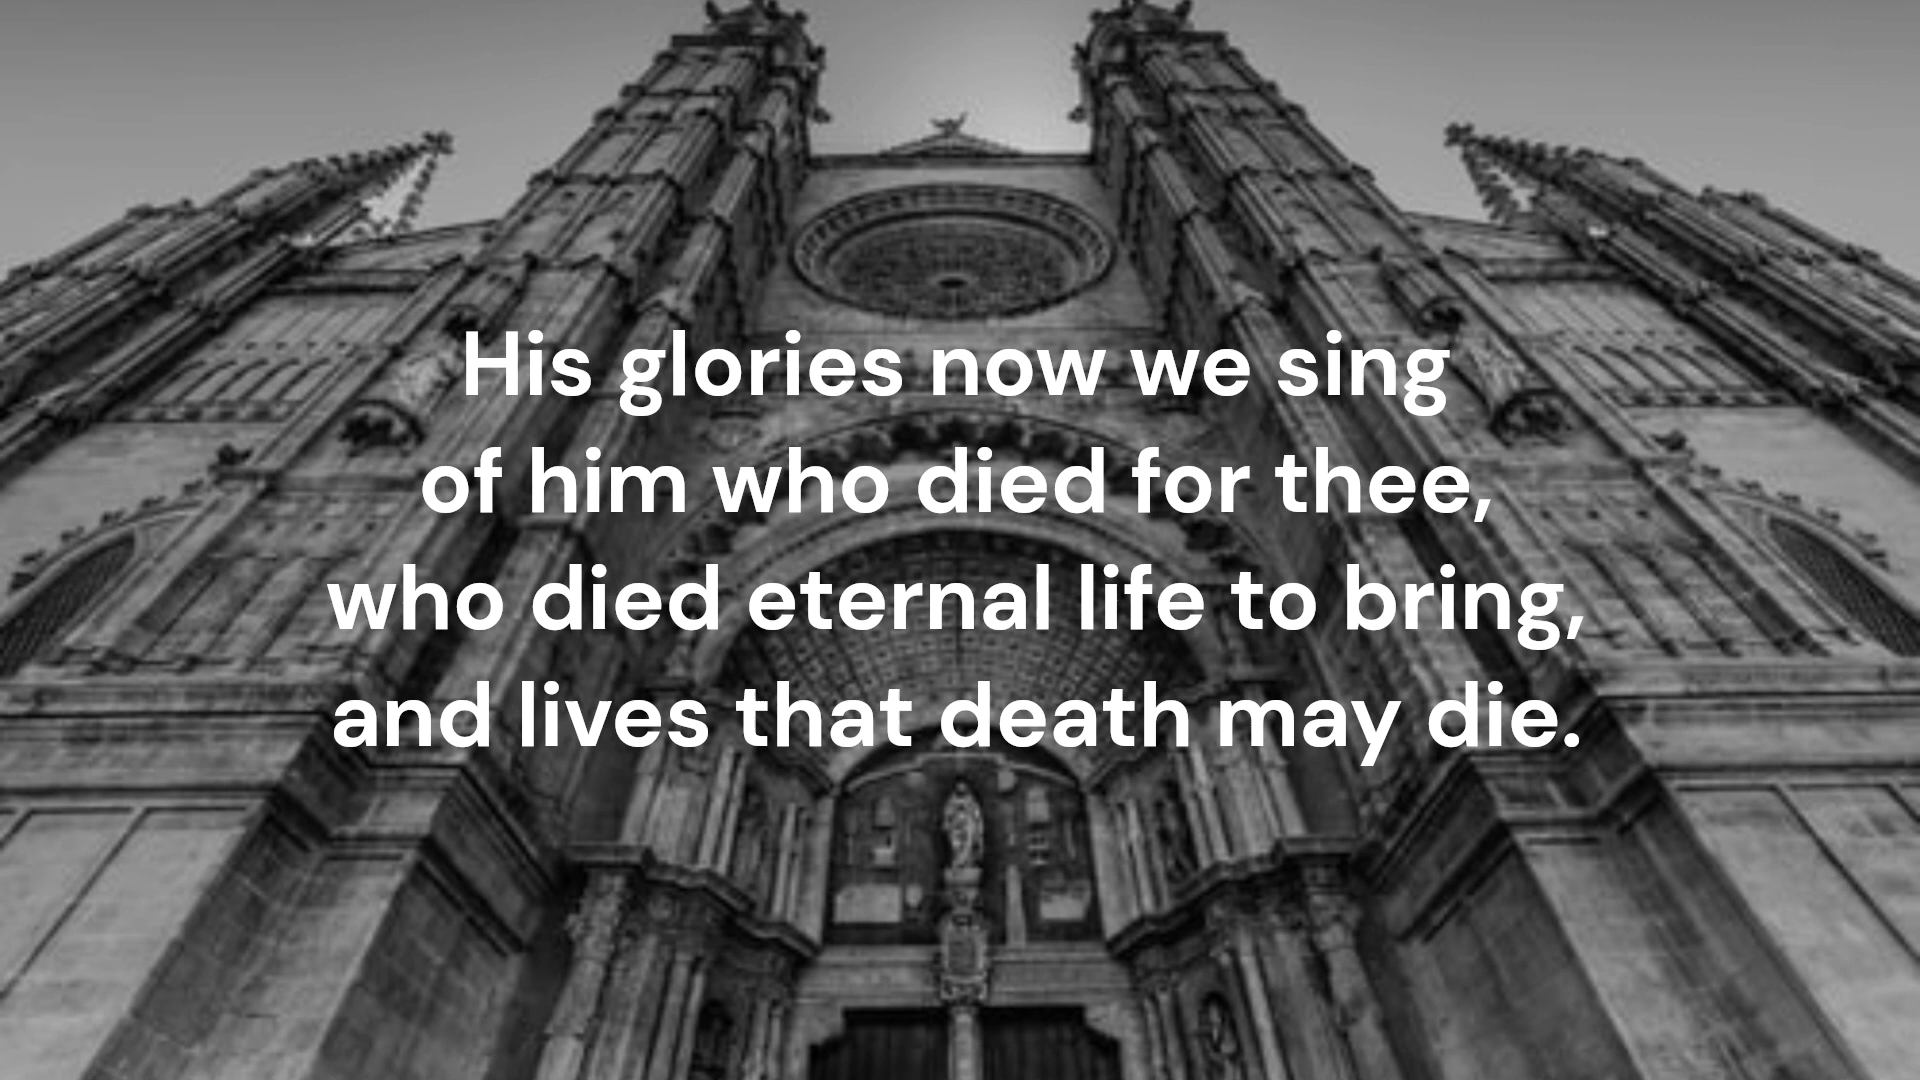 His glories now we sing
of him who died for thee,
who died eternal life to bring,
and lives that death may die.